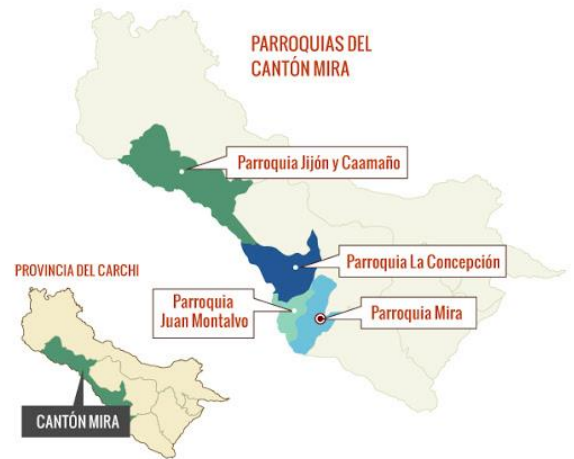 PARROQUIAS DEL
CANTÓN MIRA
Parroquia Jijón y Caamaño
Parroquia La Concepción
PROVINCIA DEL CARCHI
Parroquia
Juan Montalvo
Parroquia Mira
CANTÓN MIRA